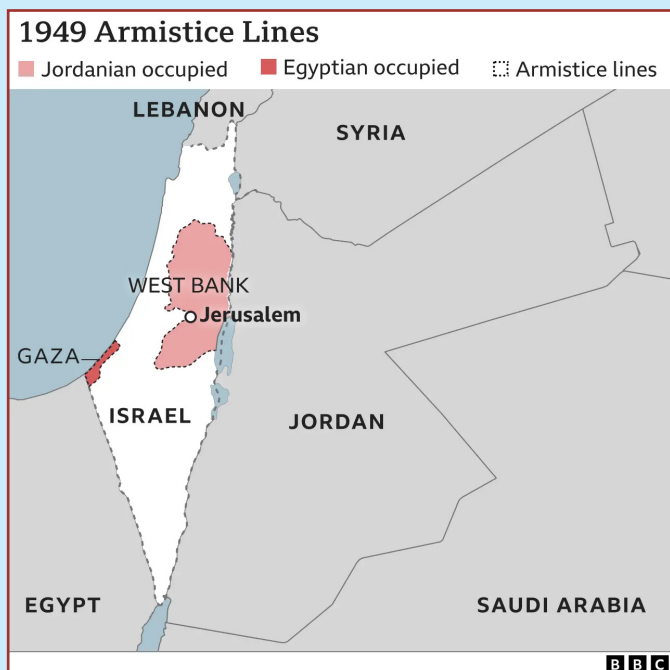 1949 Armistice Lines
Jordanian occupied
Egyptian occupied
Armistice lines
LEBANON
SYRIA
WEST BANK
Jerusalem
GAZA
ISRAEL
JORDAN
EGYPT
SAUDI ARABIA
BBC